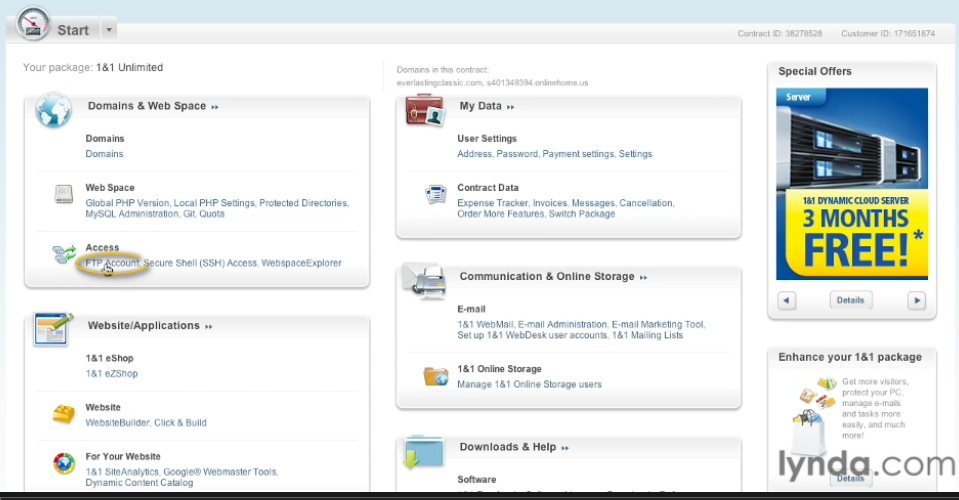 Start
Contract ID: 38278528 Customer ID: 171651874
Your package: 1&1 Unlimited
Domains in this contract:
everlastingclassic.com, s401349394.onlinehome.us
Domains & Web Space
Domains
Domains
Web Space
Global PHP Version, Local PHP Settings, Protected Directories,
MySQL Administration, Git, Quota
Access
FTP Account, Secure Shell (SSH) Access, WebspaceExplorer
Website/Applications
1&1 eShop
1&1 eZShop
Website
WebsiteBuilder, Click & Build
For Your Website
1&1 SiteAnalytics, Google® Webmaster Tools,
Dynamic Content Catalog
My Data
User Settings
Address, Password, Payment settings, Settings
Contract Data
Expense Tracker, Invoices, Messages, Cancellation,
Order More Features, Switch Package
Communication & Online Storage
E-mail
1&1 WebMail, E-mail Administration, E-mail Marketing Tool,
Set up 1&1 WebDesk user accounts, 1&1 Mailing Lists
1&1 Online Storage
Manage 1&1 Online Storage users
Downloads & Help
Software
Special Offers
Server
1&1 DYNAMIC CLOUD SERVER
3 MONTHS
FREE!*
Details
Enhance your 1&1 package
Get more visitors,
protect your PC,
manage e-mails
and tasks more
easily, and much
more!
lynda.com
Details